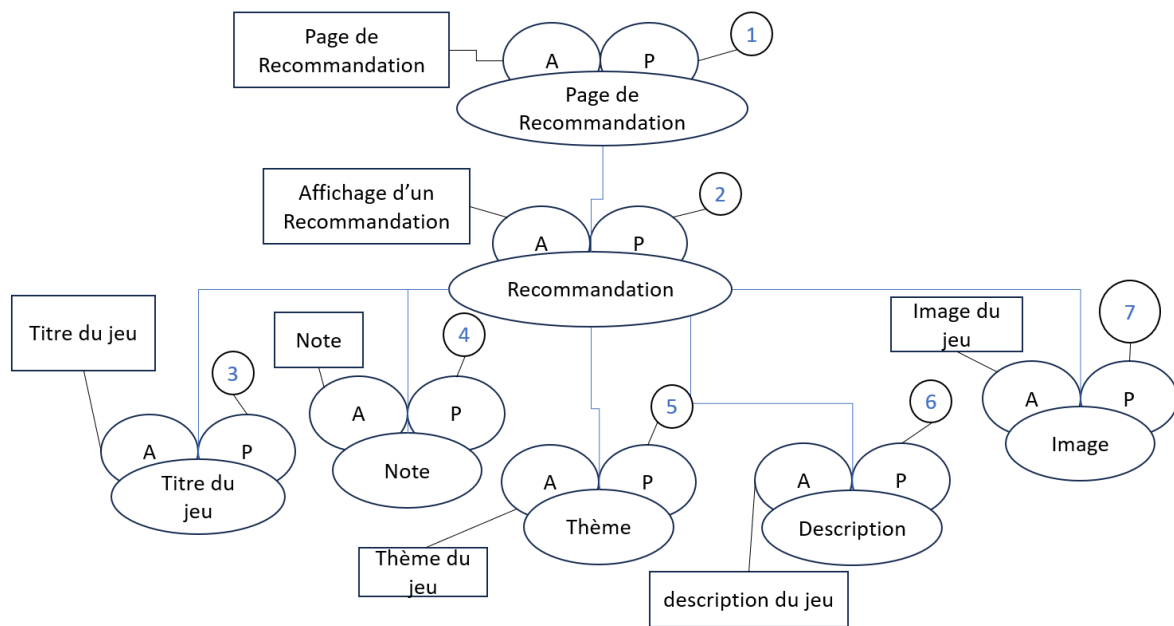 Page de
Recommandation
A
P
1
Page de
Recommandation
Affichage d'un
Recommandation
A
P
2
Recommandation
Titre du jeu
3
A
P
Titre du
jeu
Note
4
A
P
Note
5
A
P
Thème
Thème du
jeu
6
A
P
Description
description du jeu
Image du
jeu
7
A
P
Image